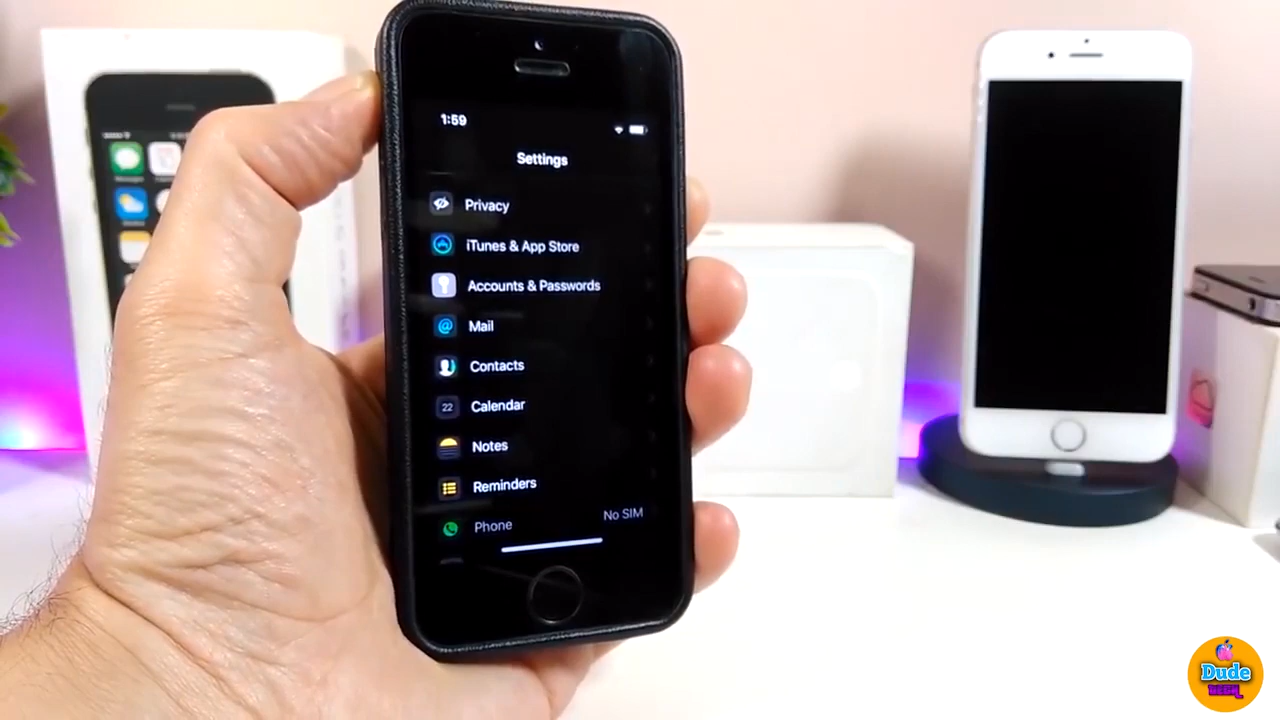 1:59
Settings
Privacy
iTunes & App Store
Accounts & Passwords
Mail
Contacts
22 Calendar
Notes
Reminders
Phone No SIM
Dude